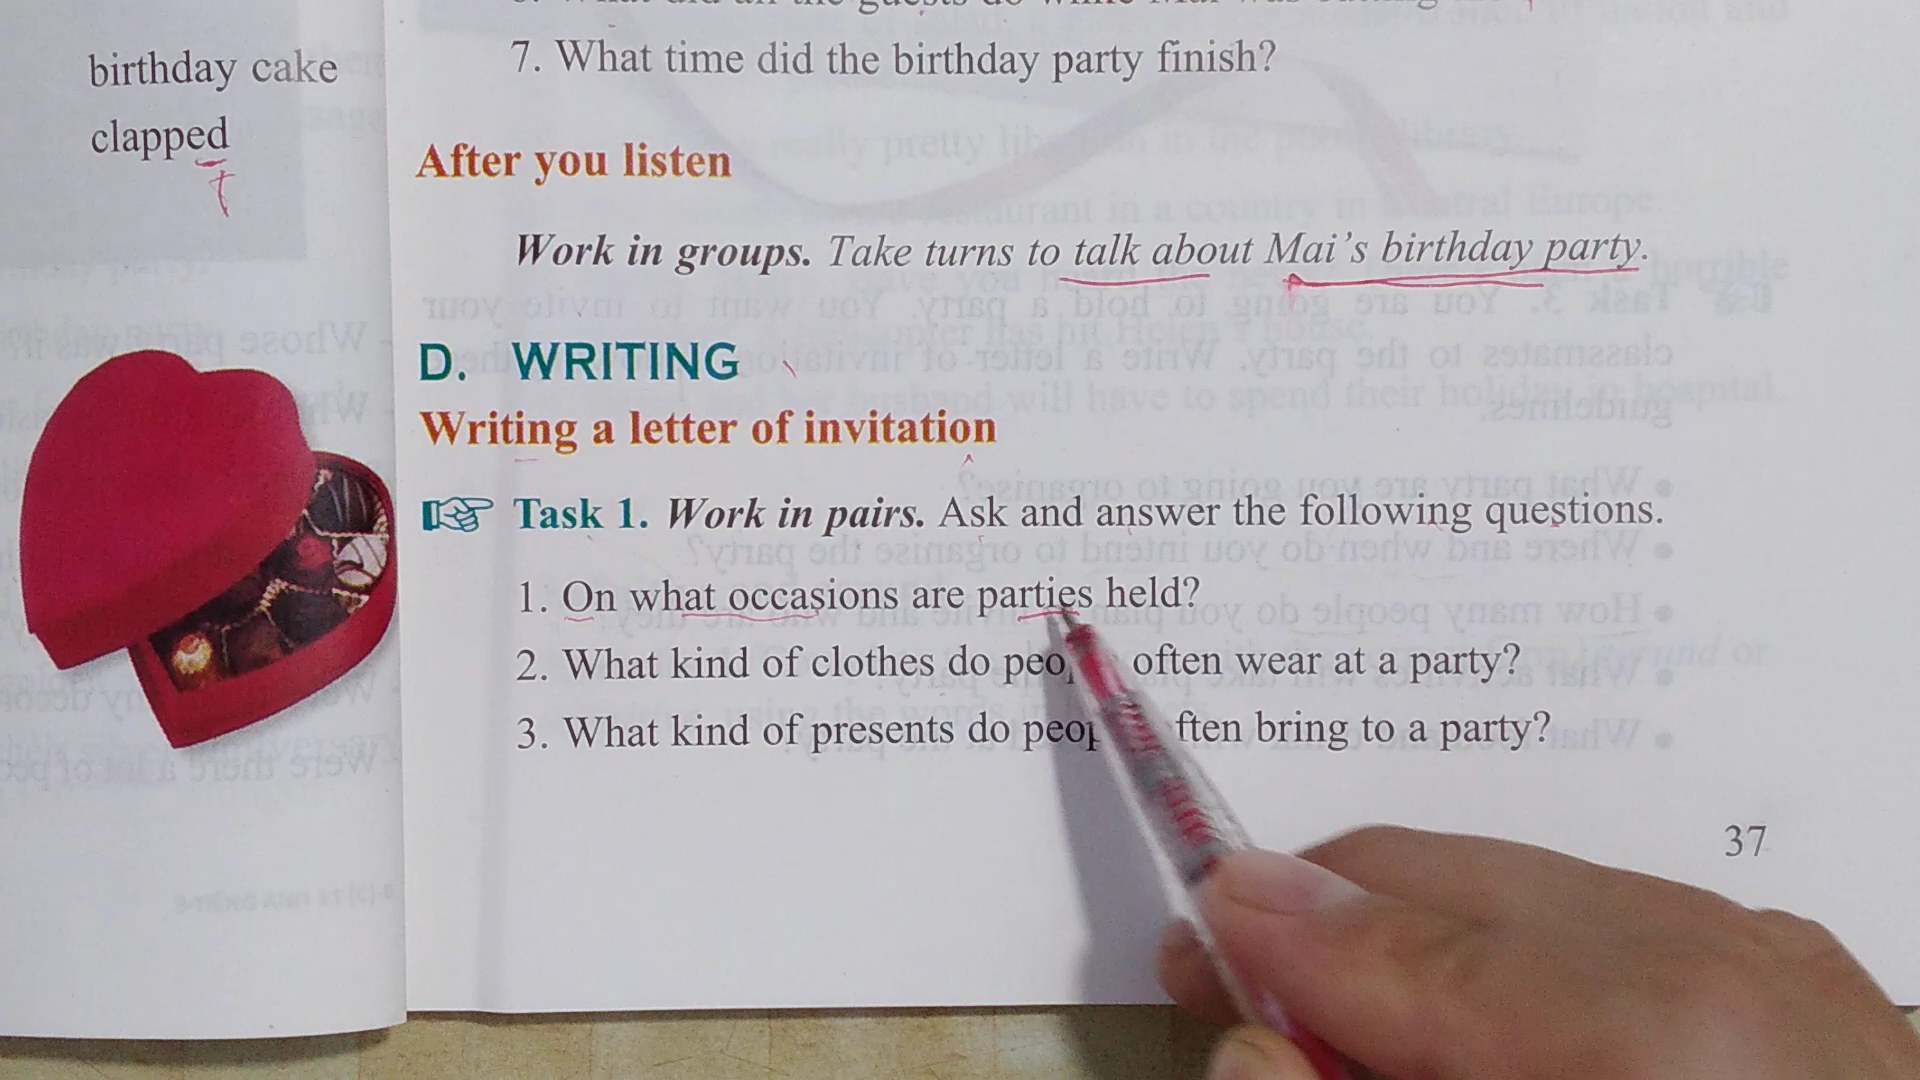 birthday cake
clapped
7. What time did the birthday party finish?
After you listen
Work in groups. Take turns to talk about Mai's birthday party.
D. WRITING
Writing a letter of invitation
Task 1. Work in pairs. Ask and answer the following questions.
1. On what occasions are parties held?
2. What kind of clothes do often wear at a party?
3. What kind of presents do bring to a party?
37